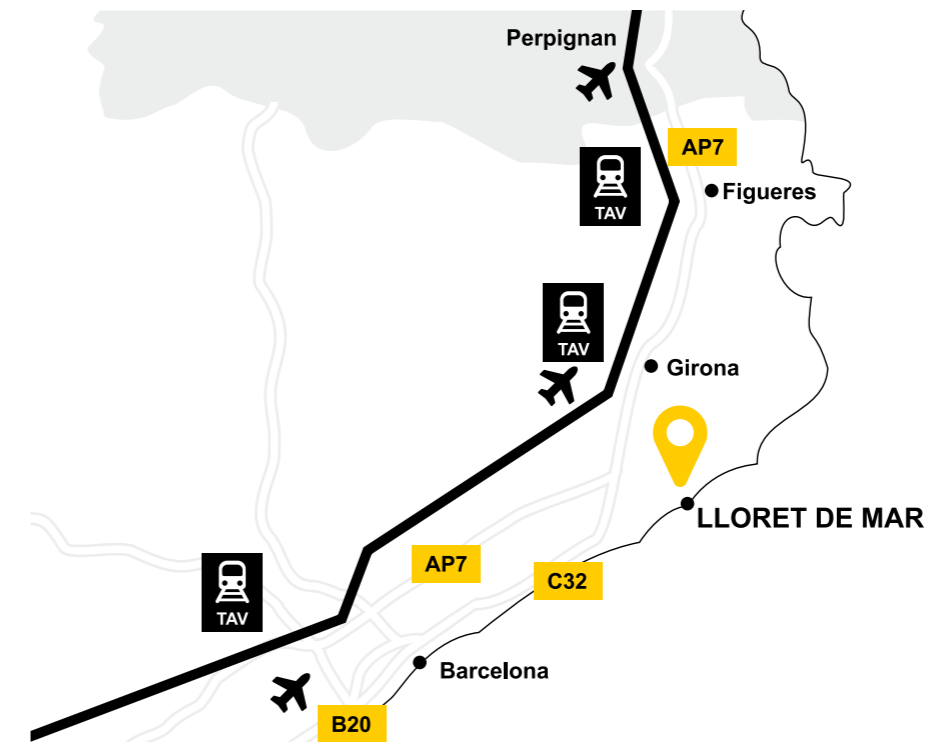 Perpignan
AP7
TAV
Figueres
TAV
Girona
LLORET DE MAR
AP7
C32
TAV
Barcelona
B20